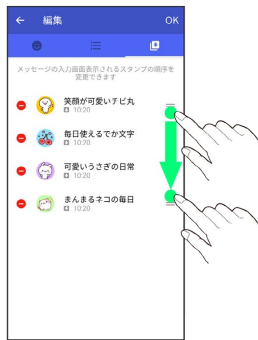 編集 OK
メッセージの入力画面表示されるスタンプの順序を
変更できます
笑顔が可愛いチビ丸
10:20
毎日使えるでか文字
10:20
可愛いうさぎの日常
10:20
まんまるネコの毎日
10:20